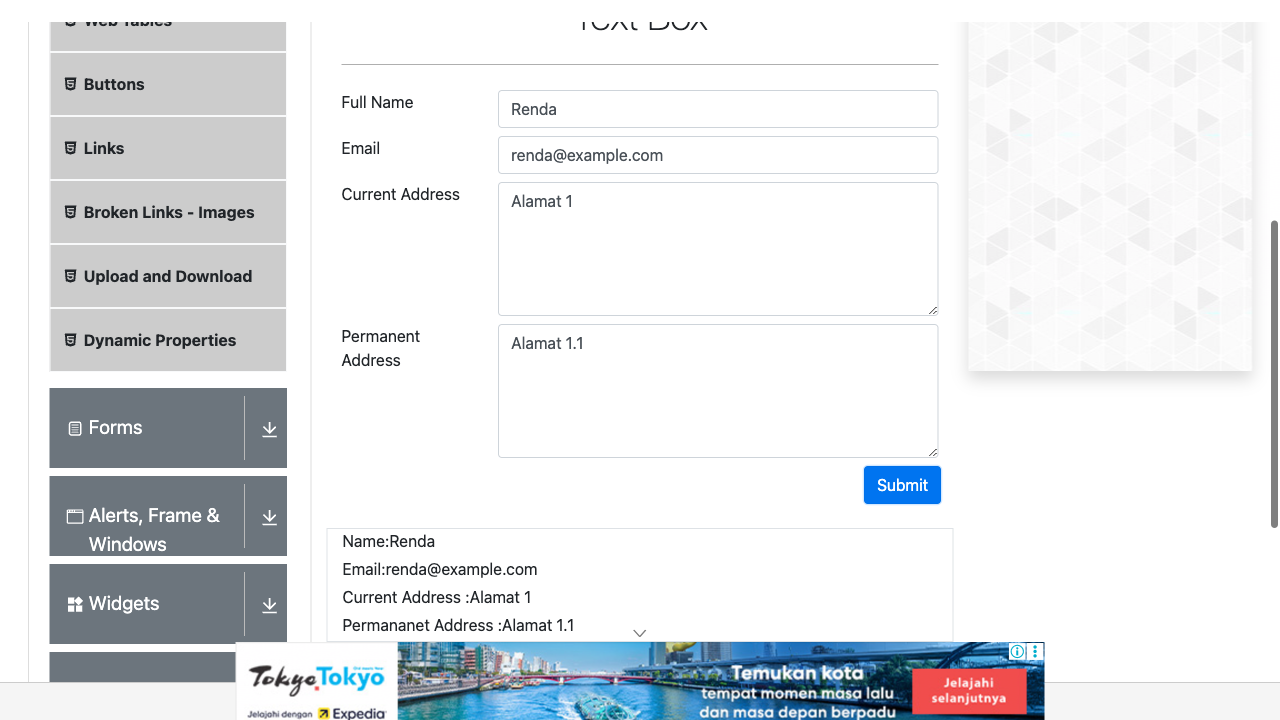 Web Tables
Text Box
Buttons
Links
Broken Links - Images
Upload and Download
Dynamic Properties
Forms
Alerts, Frame &
Windows
Widgets
Full Name
Renda
Email
renda@example.com
Current Address
Alamat 1
Permanent
Address
Alamat 1.1
Submit
Name:Renda
Email:renda@example.com
Current Address :Alamat 1
Permananet Address :Alamat 1.1
Tokyo Tokyo
Jelajahi dengan Expedia
Temukan kota
tempat momen masa lalu
dan masa depan berpadu
Jelajahi
selanjutnya